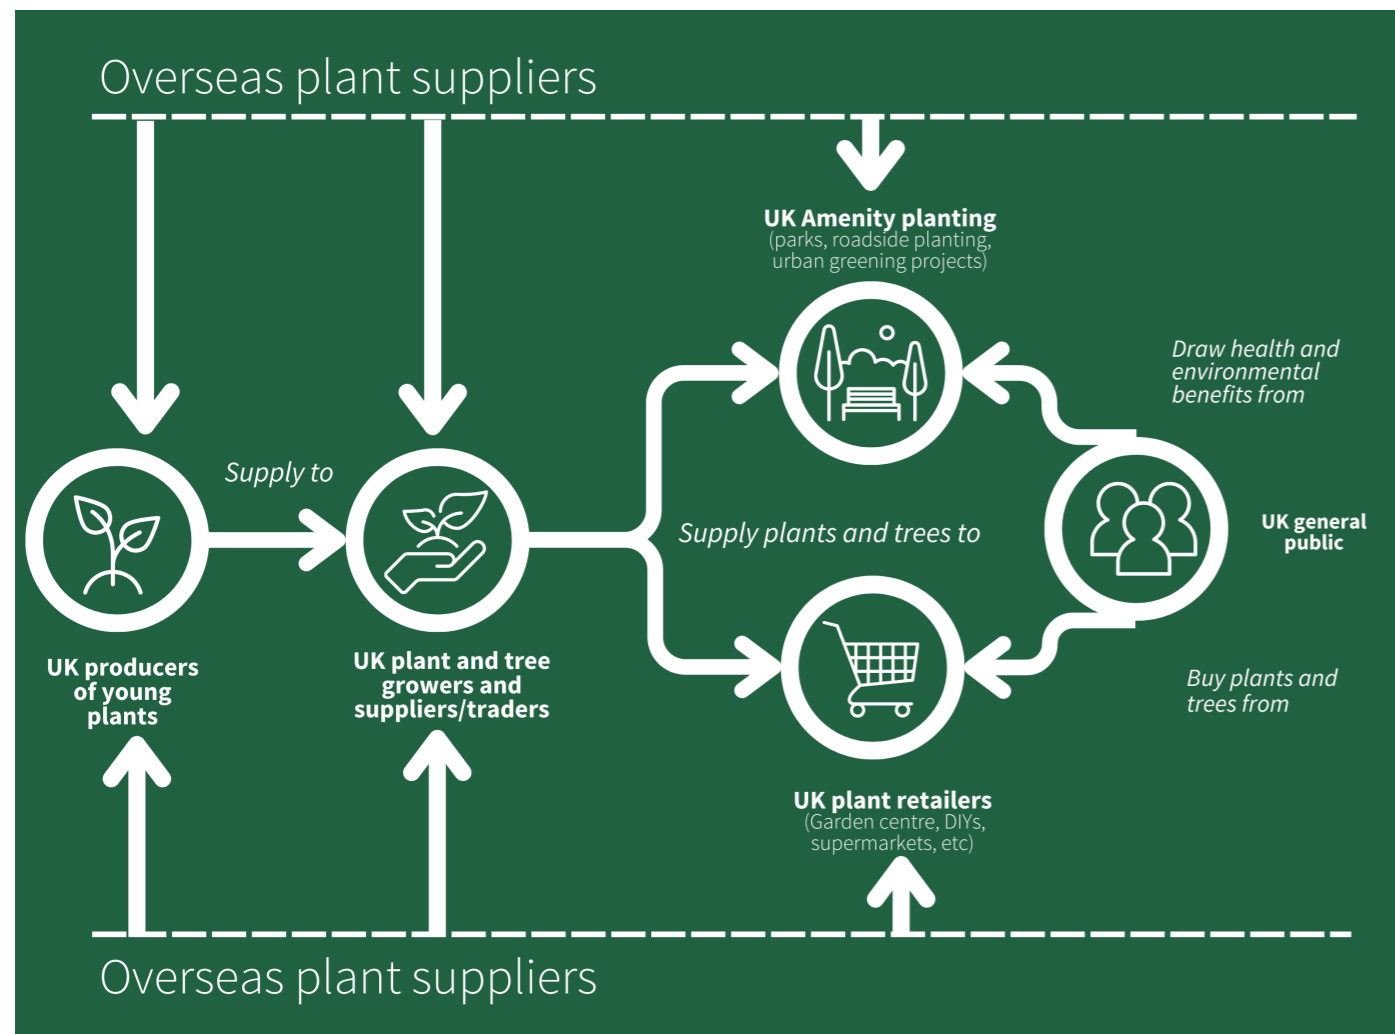 Overseas plant suppliers
UK Amenity planting
(parks, roadside planting,
urban greening projects)
Draw health and
environmental
benefits from
Supply to
Supply plants and trees to
UK general
public
UK producers
of young
plants
UK plant and tree
growers and
suppliers/traders
Buy plants and
trees from
UK plant retailers
(Garden centre, DIYs,
supermarkets, etc)
Overseas plant suppliers